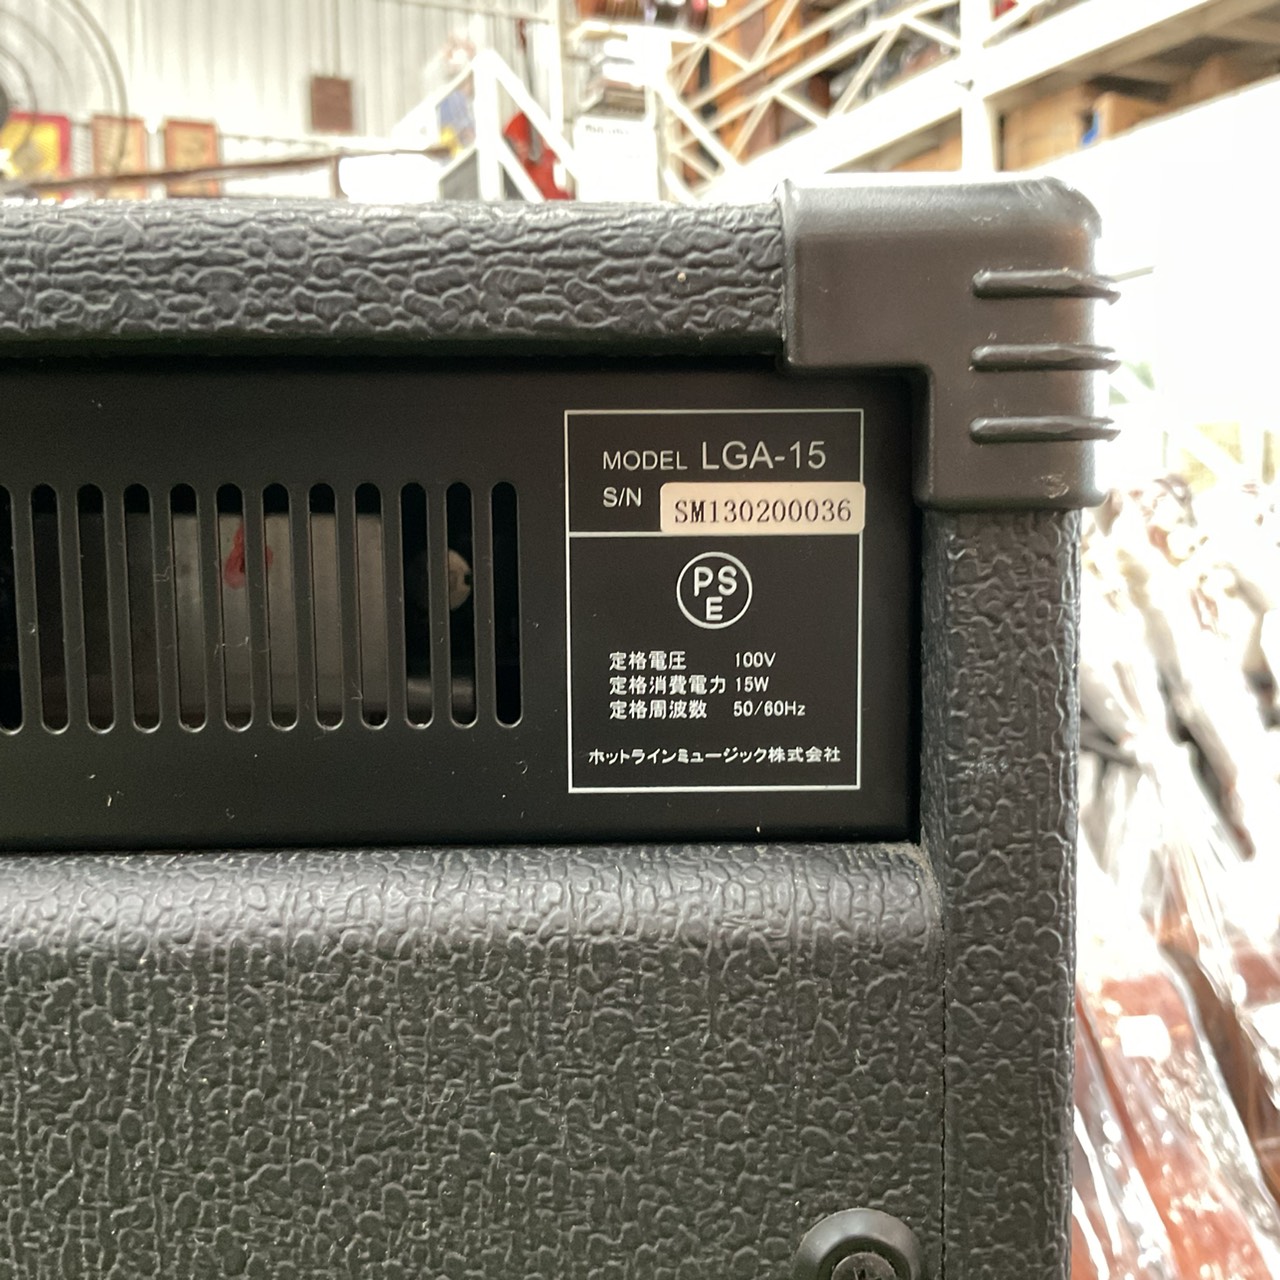 MODEL LGA-15
S/N SM130200036
PSE
定格電圧 100V
定格消費電力 15W
定格周波数 50/60Hz
ホットラインミュージック株式会社